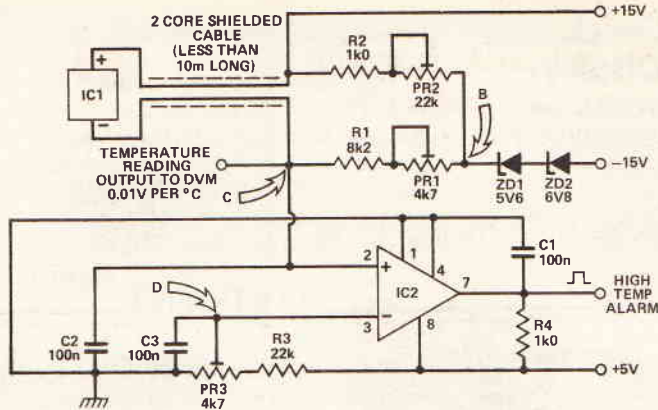 2 CORE SHIELDED
CABLE
(LESS THAN
10m LONG)
+15V
+
IC1
−
R2
1k0
PR2
22k
B
TEMPERATURE
READING
OUTPUT TO DVM
0.01V PER °C
C
R1
8k2
PR1
4k7
ZD1
5V6
ZD2
6V8
−15V
C1
100n
2
+
1
4
IC2
7
3
−
8
HIGH
TEMP
ALARM
D
R4
1k0
C2
100n
C3
100n
R3
22k
PR3
4k7
+5V